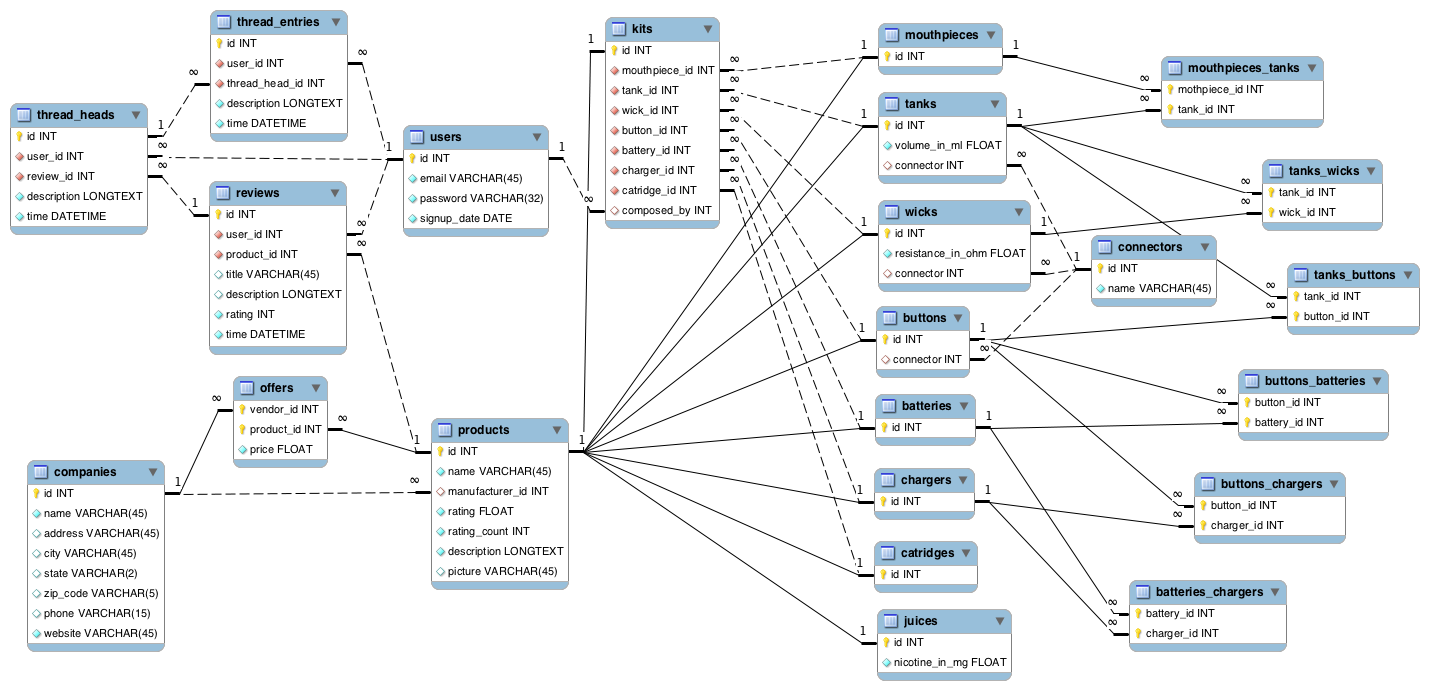 thread_entries
id INT
user_id INT
thread_head_id INT
description LONGTEXT
time DATETIME
thread_heads
id INT
user_id INT
review_id INT
description LONGTEXT
time DATETIME
reviews
id INT
user_id INT
product_id INT
title VARCHAR(45)
description LONGTEXT
rating INT
time DATETIME
users
id INT
email VARCHAR(45)
password VARCHAR(32)
signup_date DATE
offers
vendor_id INT
product_id INT
price FLOAT
companies
id INT
name VARCHAR(45)
address VARCHAR(45)
city VARCHAR(45)
state VARCHAR(2)
zip_code VARCHAR(5)
phone VARCHAR(15)
website VARCHAR(45)
products
id INT
name VARCHAR(45)
manufacturer_id INT
rating FLOAT
rating_count INT
description LONGTEXT
picture VARCHAR(45)
kits
id INT
mouthpiece_id INT
tank_id INT
wick_id INT
button_id INT
battery_id INT
charger_id INT
catridge_id INT
composed_by INT
mouthpieces
id INT
tanks
id INT
volume_in_ml FLOAT
connector INT
wicks
id INT
resistance_in_ohm FLOAT
connector INT
buttons
id INT
connector INT
batteries
id INT
chargers
id INT
catridges
id INT
juices
id INT
nicotine_in_mg FLOAT
mouthpieces_tanks
mothpiece_id INT
tank_id INT
tanks_wicks
tank_id INT
wick_id INT
connectors
id INT
name VARCHAR(45)
tanks_buttons
tank_id INT
button_id INT
buttons_batteries
button_id INT
battery_id INT
buttons_chargers
button_id INT
charger_id INT
batteries_chargers
battery_id INT
charger_id INT